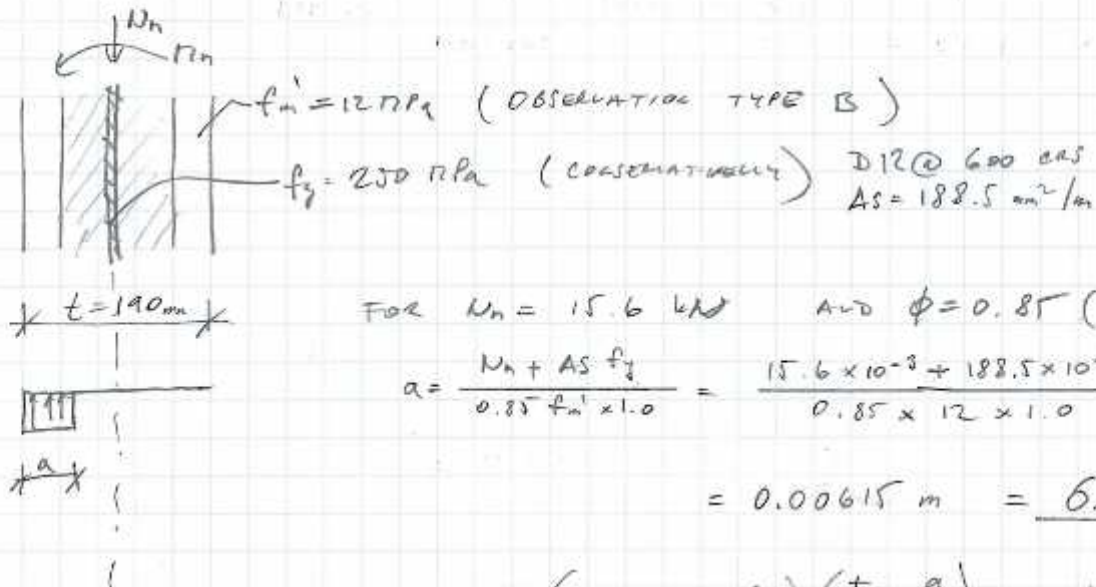 Nn
Mn
f'm = 12 MPa ( OBSERVATION TYPE B )
fy = 250 MPa ( CONSERVATIVELY ) D12 @ 600 CRS
AS = 188.5 mm² /m
t = 190mm
FOR Nn = 15.6 kN AND φ = 0.85 (
a = Nn + AS fy / 0.85 f'm × 1.0 = 15.6 × 10-3 + 188.5 × 10 / 0.85 × 12 × 1.0
a
= 0.00615 m = 6.
( ) ( t - a )